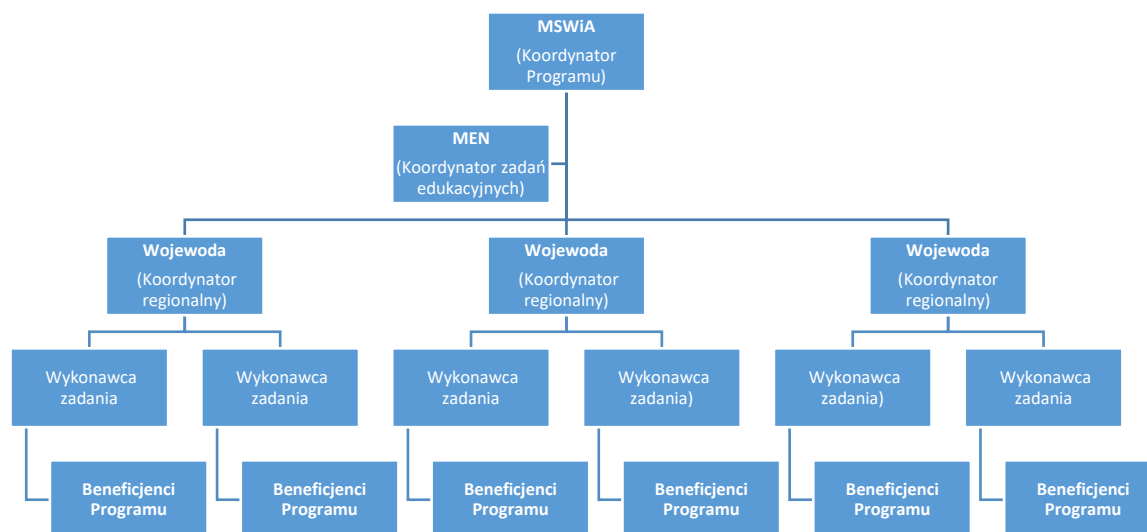 MSWiA
(Koordynator
Programu)
MEN
(Koordynator zadań
edukacyjnych)
Wojewoda
(Koordynator
regionalny)
Wojewoda
(Koordynator
regionalny)
Wojewoda
(Koordynator
regionalny)
Wykonawca
zadania
Wykonawca
zadania
Wykonawca
zadania
Wykonawca
zadania)
Wykonawca
zadania)
Wykonawca
zadania
Beneficjenci
Programu
Beneficjenci
Programu
Beneficjenci
Programu
Beneficjenci
Programu
Beneficjenci
Programu
Beneficjenci
Programu